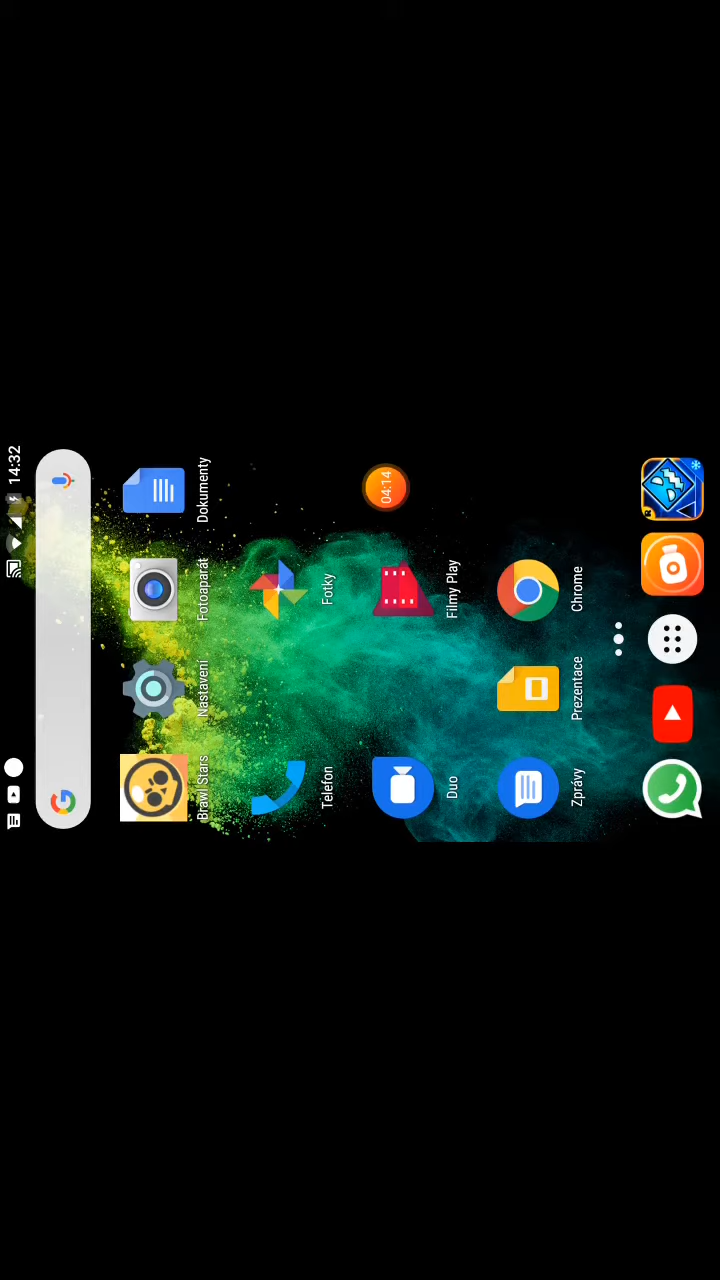 14:32
Brawl Stars
Nastavení
Fotoaparát
Dokumenty
Telefon
Fotky
Duo
Filmy Play
04:14
Zprávy
Prezentace
Chrome